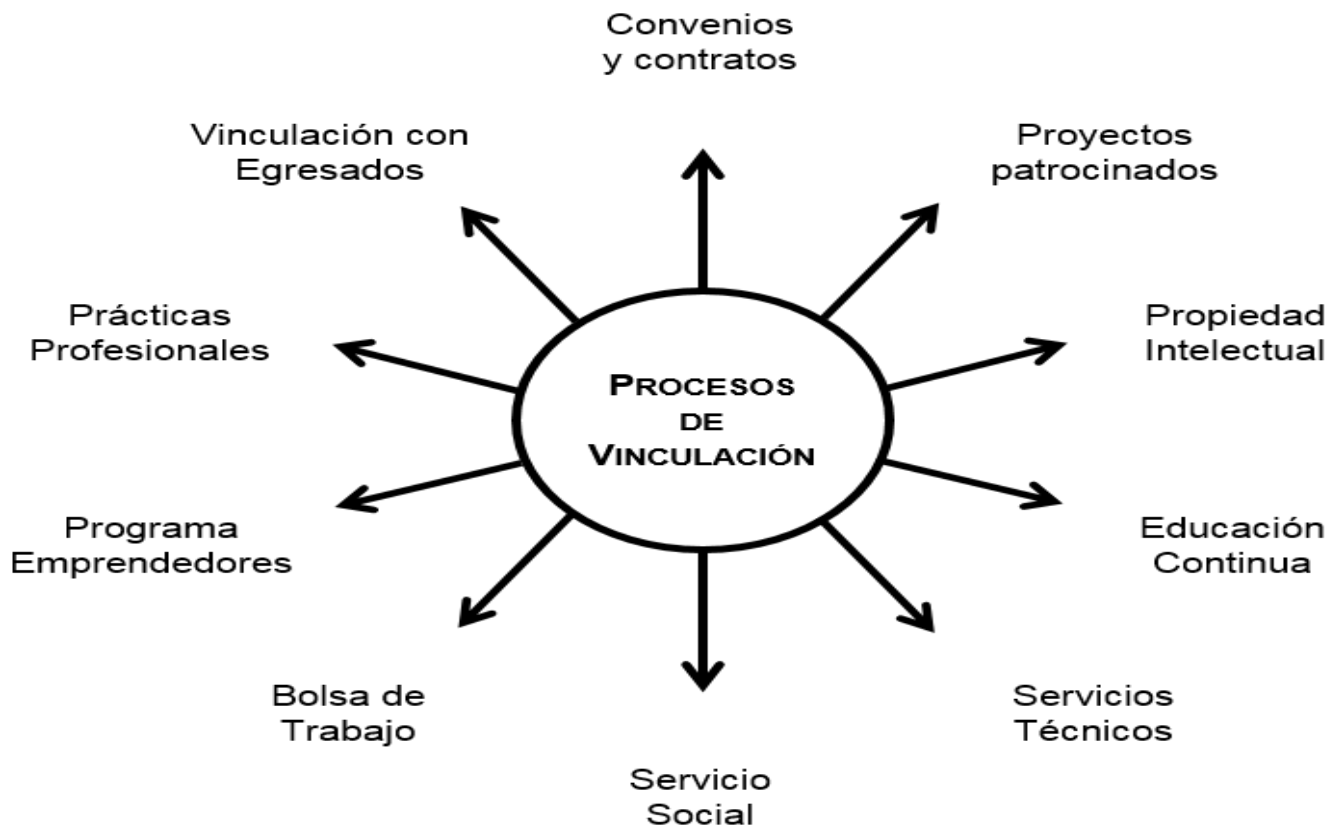 Convenios
y contratos
Vinculación con
Egresados
Proyectos
patrocinados
Prácticas
Profesionales
Propiedad
Intelectual
PROCESOS
DE
VINCULACIÓN
Programa
Emprendedores
Educación
Continua
Bolsa de
Trabajo
Servicios
Técnicos
Servicio
Social